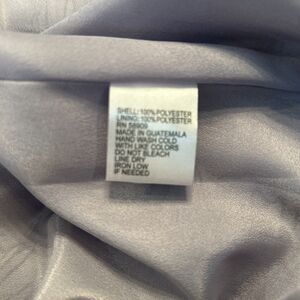 SHELL: 100% POLYESTER
LINING: 100% POLYESTER
RN 58909
MADE IN GUATEMALA
HAND WASH COLD
WITH LIKE COLORS
DO NOT BLEACH
LINE DRY
IRON LOW
IF NEEDED